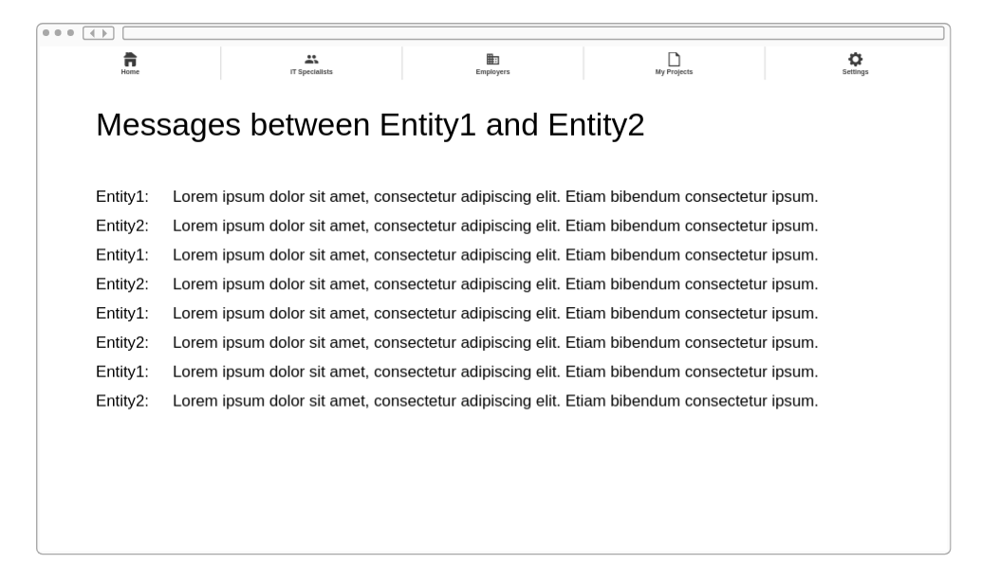 Home
IT Specialists
Employers
My Projects
Settings
Messages between Entity1 and Entity2
Entity1: Lorem ipsum dolor sit amet, consectetur adipiscing elit. Etiam bibendum consectetur ipsum.
Entity2: Lorem ipsum dolor sit amet, consectetur adipiscing elit. Etiam bibendum consectetur ipsum.
Entity1: Lorem ipsum dolor sit amet, consectetur adipiscing elit. Etiam bibendum consectetur ipsum.
Entity2: Lorem ipsum dolor sit amet, consectetur adipiscing elit. Etiam bibendum consectetur ipsum.
Entity1: Lorem ipsum dolor sit amet, consectetur adipiscing elit. Etiam bibendum consectetur ipsum.
Entity2: Lorem ipsum dolor sit amet, consectetur adipiscing elit. Etiam bibendum consectetur ipsum.
Entity1: Lorem ipsum dolor sit amet, consectetur adipiscing elit. Etiam bibendum consectetur ipsum.
Entity2: Lorem ipsum dolor sit amet, consectetur adipiscing elit. Etiam bibendum consectetur ipsum.